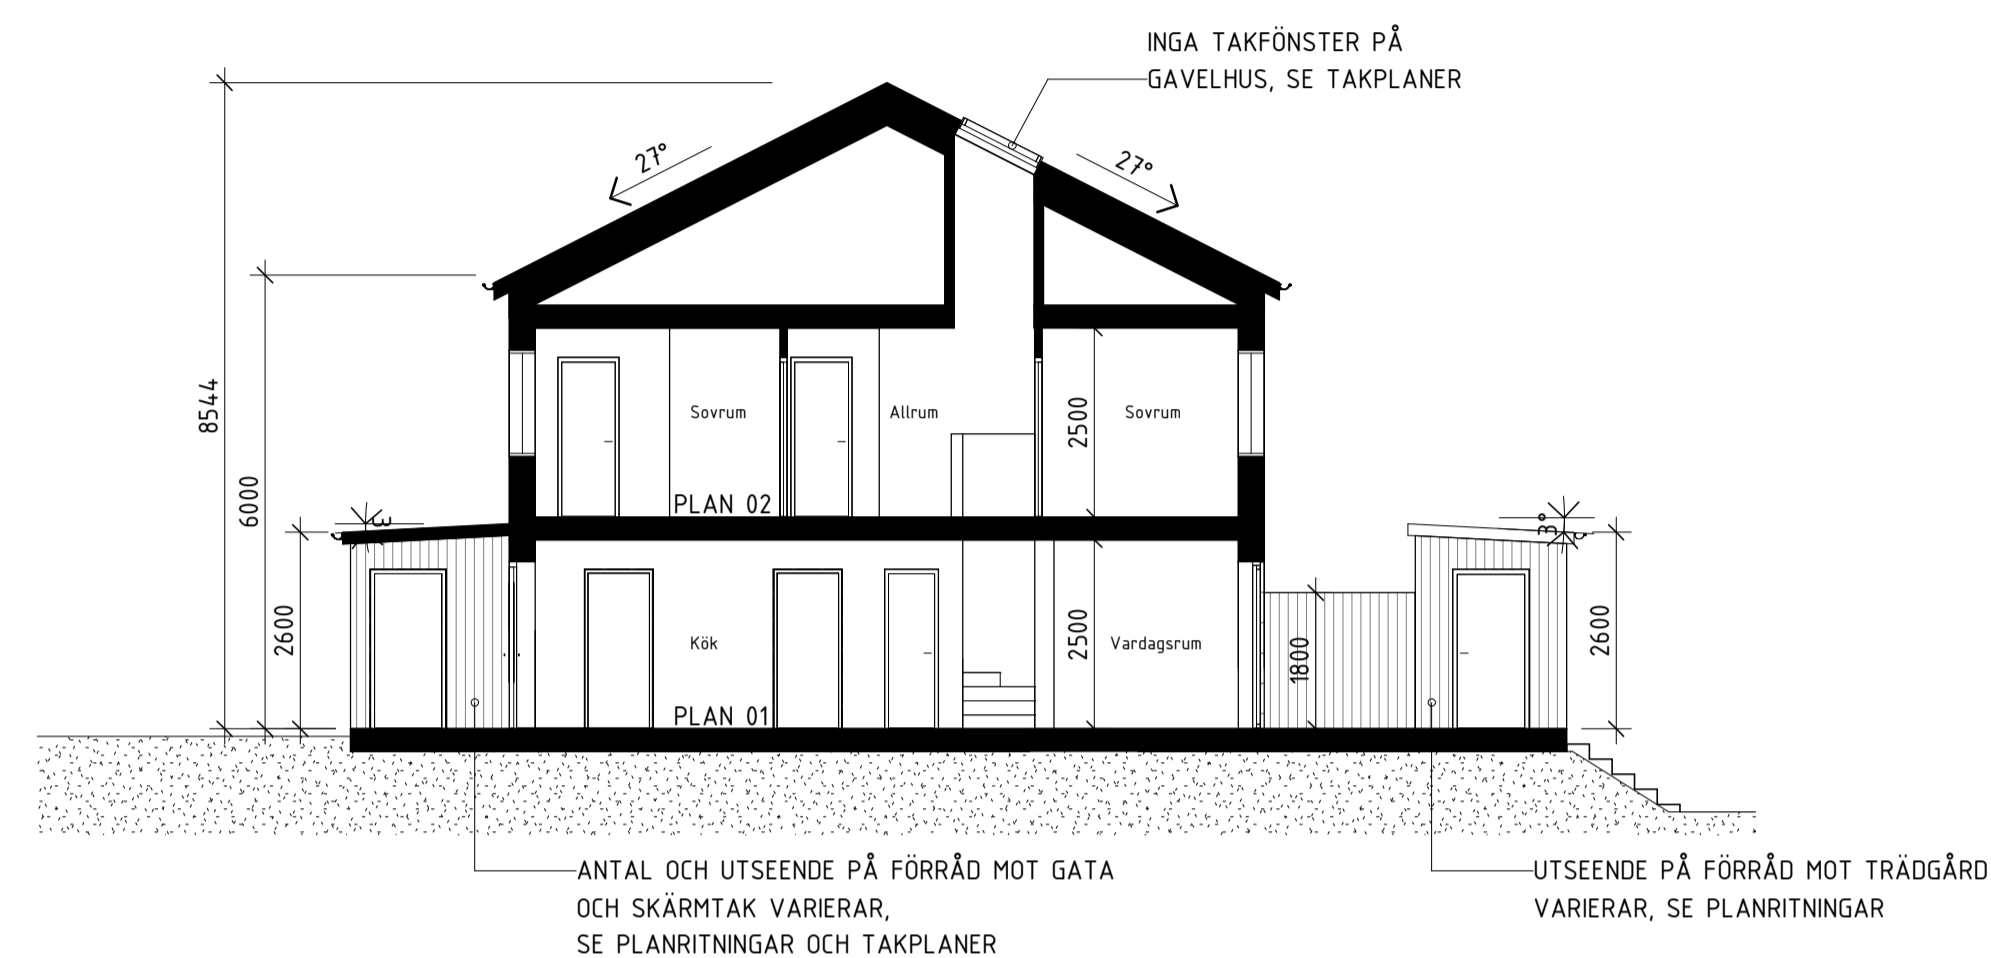 INGA TAKFÖNSTER PÅ
GAVELHUS, SE TAKPLANER
27°
27°
8544
6000
2600
3°
Sovrum
Allrum
2500
Sovrum
PLAN 02
3°
2600
Kök
2500
Vardagsrum
1800
PLAN 01
ANTAL OCH UTSEENDE PÅ FÖRRÅD MOT GATA
OCH SKÄRMTAK VARIERAR,
SE PLANRITNINGAR OCH TAKPLANER
UTSEENDE PÅ FÖRRÅD MOT TRÄDGÅRD
VARIERAR, SE PLANRITNINGAR